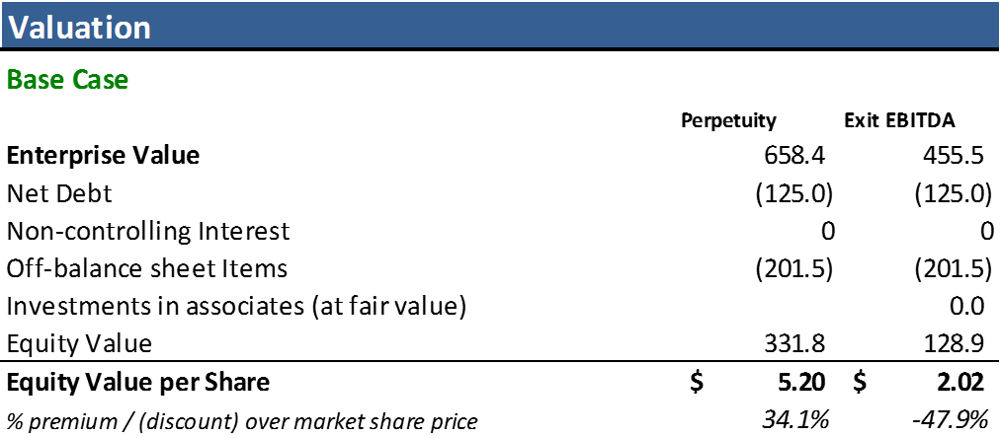 Valuation
Base Case
Perpetuity Exit EBITDA
Enterprise Value 658.4 455.5
Net Debt (125.0) (125.0)
Non-controlling Interest 0 0
Off-balance sheet Items (201.5) (201.5)
Investments in associates (at fair value) 0.0
Equity Value 331.8 128.9
Equity Value per Share $ 5.20 $ 2.02
% premium / (discount) over market share price 34.1% -47.9%